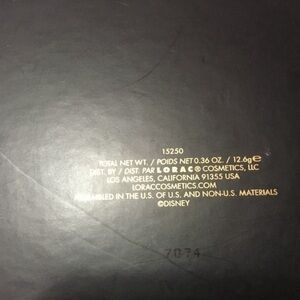 15250
TOTAL NET WT. / POIDS NET 0.36 OZ. / 12.6g℮
DIST. BY / DIST. PAR LORAC® COSMETICS, LLC
LOS ANGELES, CALIFORNIA 91355 USA
LORACCOSMETICS.COM
ASSEMBLED IN THE U.S. OF U.S. AND NON-U.S. MATERIALS
©DISNEY
7074